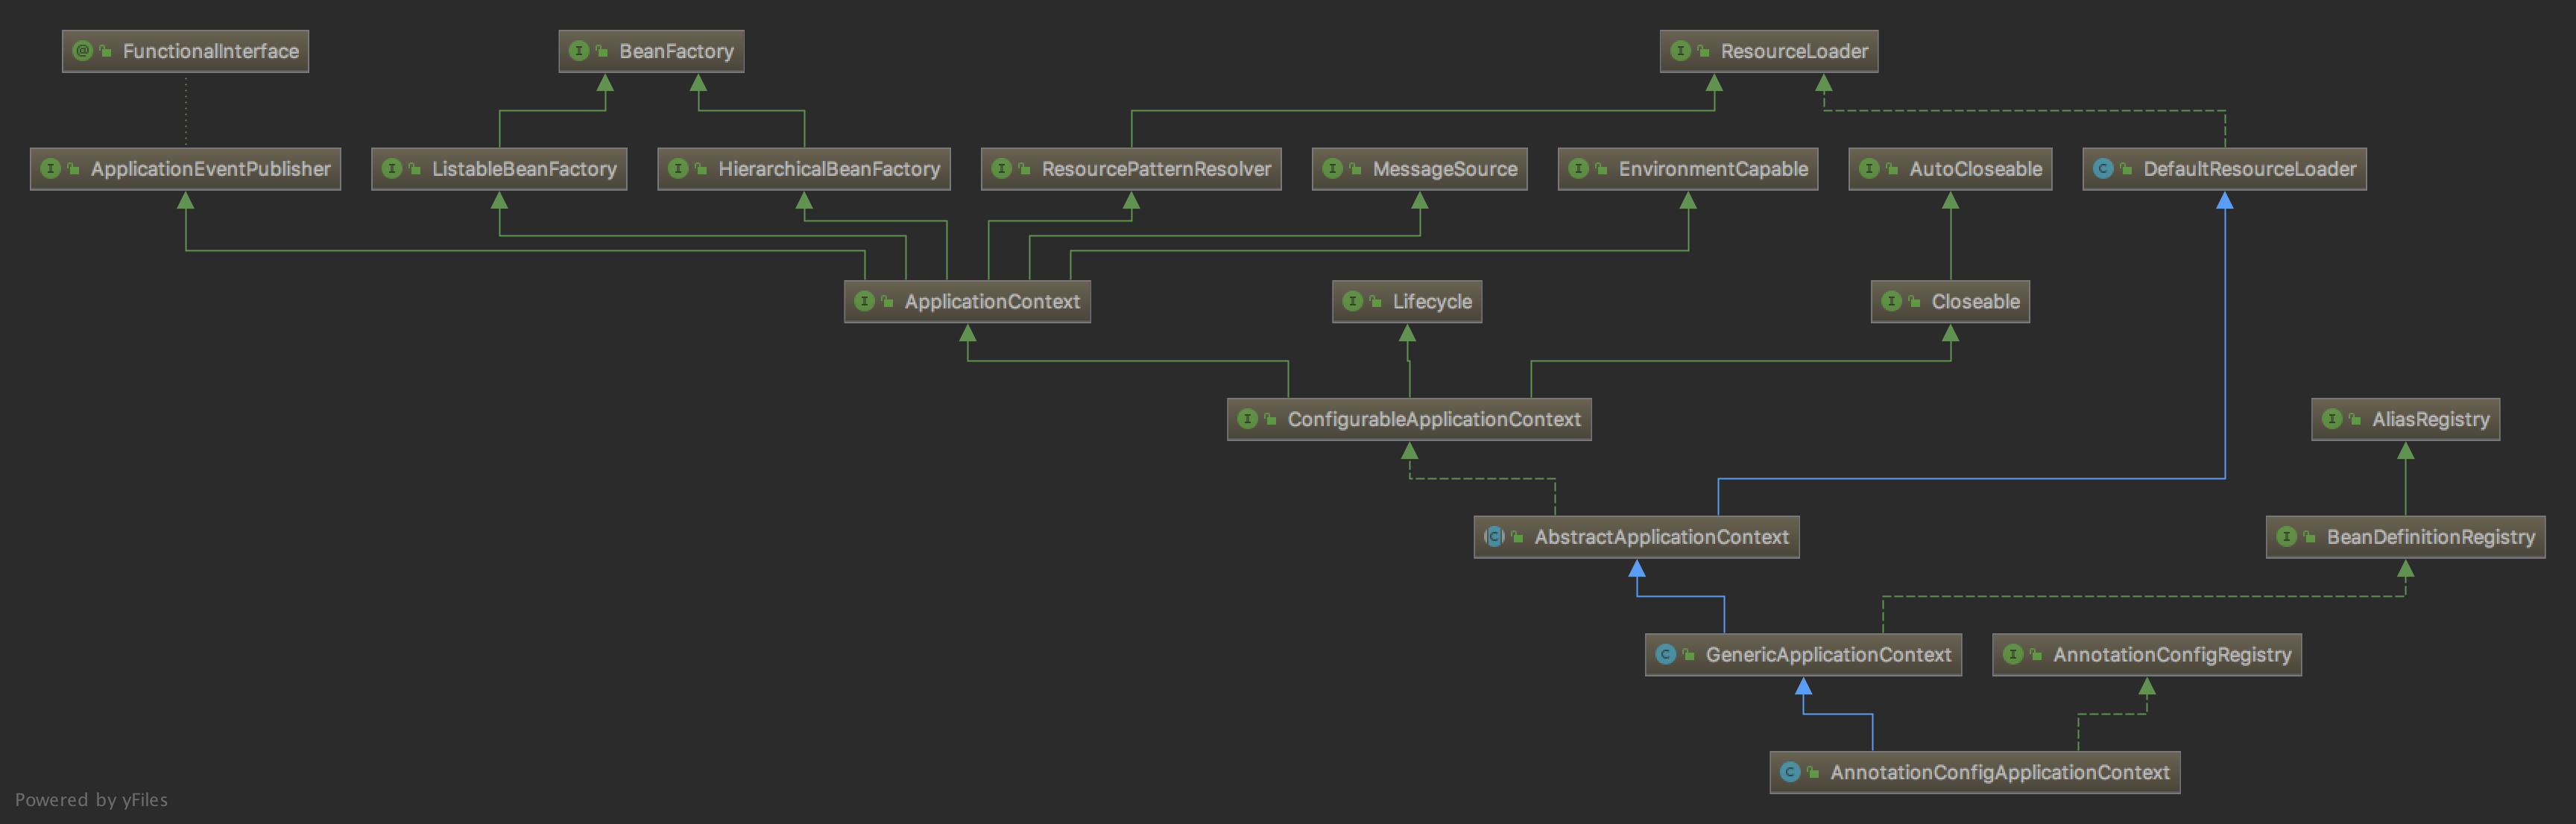 FunctionalInterface
BeanFactory
ResourceLoader
ApplicationEventPublisher
ListableBeanFactory
HierarchicalBeanFactory
ResourcePatternResolver
MessageSource
EnvironmentCapable
AutoCloseable
DefaultResourceLoader
ApplicationContext
Lifecycle
Closeable
ConfigurableApplicationContext
AliasRegistry
AbstractApplicationContext
BeanDefinitionRegistry
GenericApplicationContext
AnnotationConfigRegistry
AnnotationConfigApplicationContext
Powered by yFiles